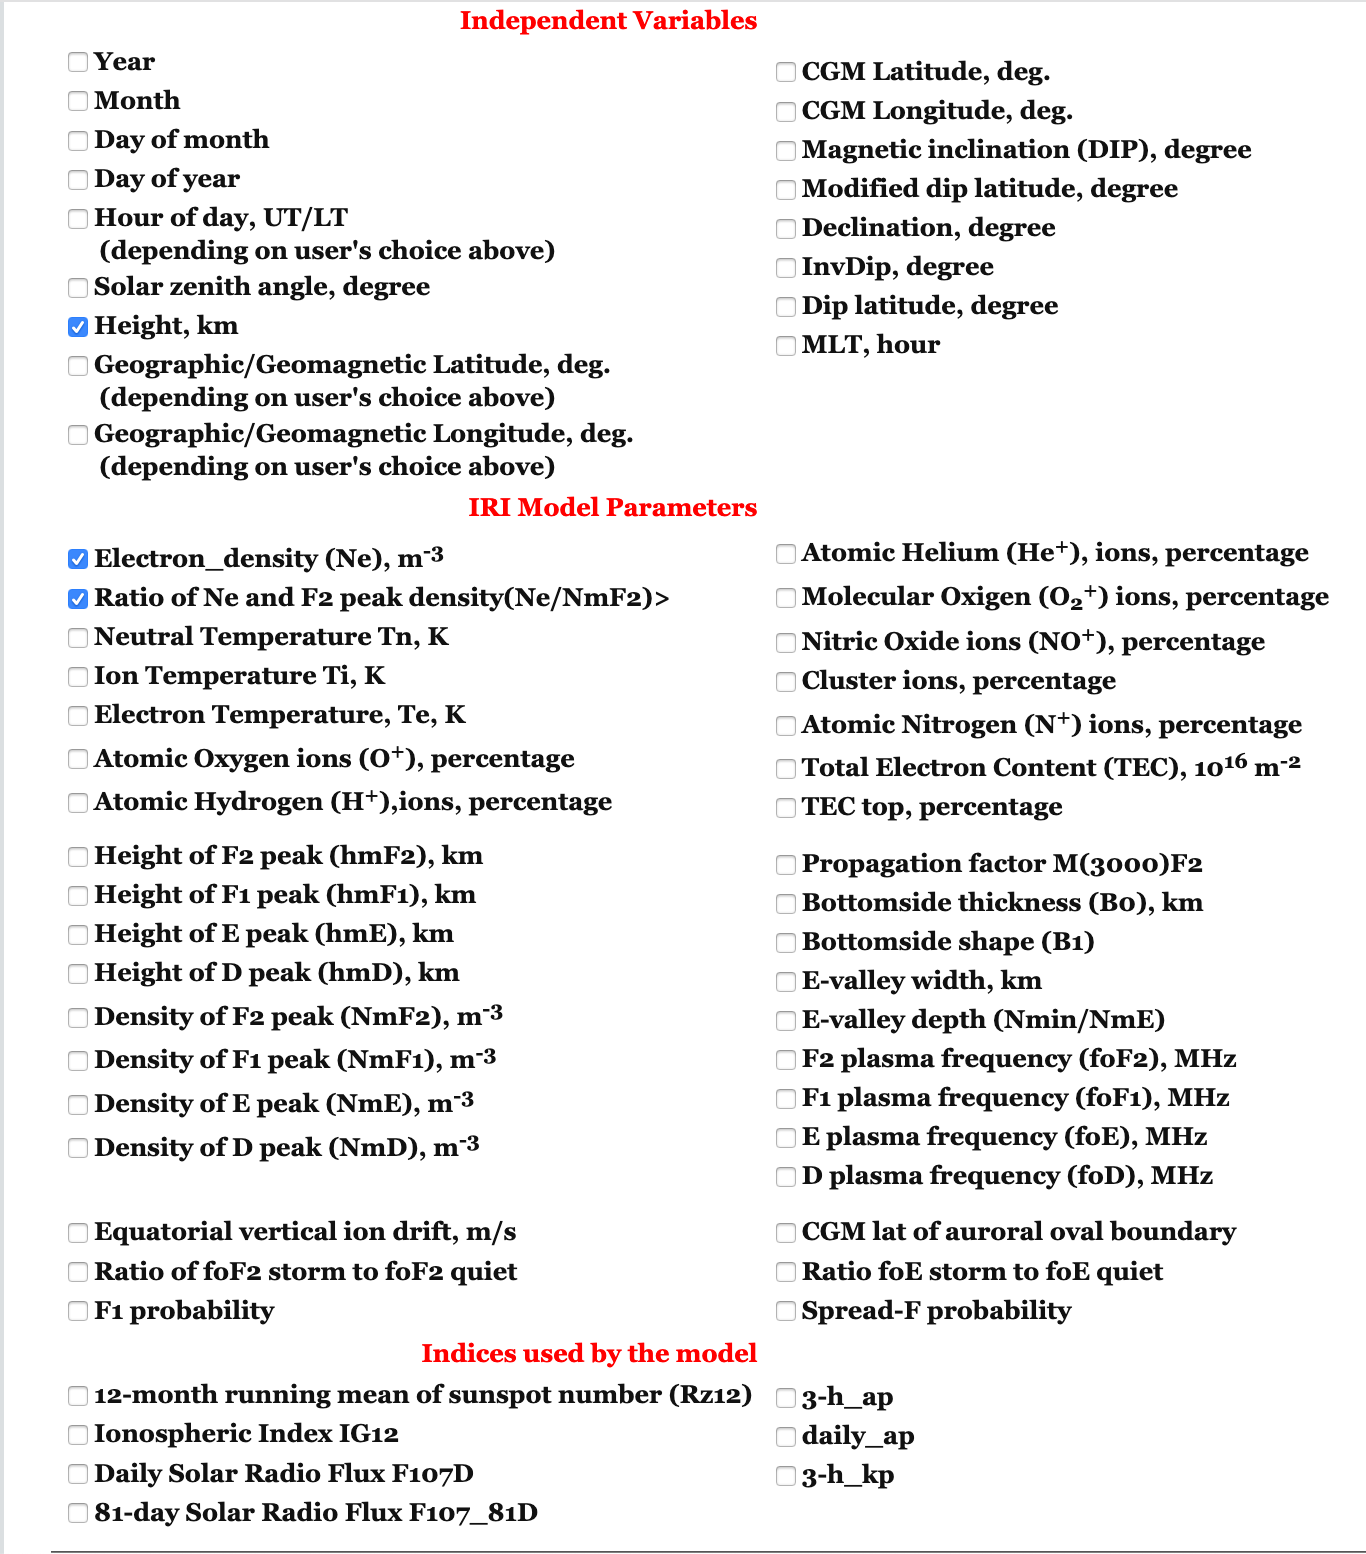 Independent Variables
Year
Month
Day of month
Day of year
Hour of day, UT/LT
(depending on user's choice above)
Solar zenith angle, degree
Height, km
Geographic/Geomagnetic Latitude, deg.
(depending on user's choice above)
Geographic/Geomagnetic Longitude, deg.
(depending on user's choice above)
CGM Latitude, deg.
CGM Longitude, deg.
Magnetic inclination (DIP), degree
Modified dip latitude, degree
Declination, degree
InvDip, degree
Dip latitude, degree
MLT, hour
IRI Model Parameters
Electron_density (Ne), m⁻³
Ratio of Ne and F2 peak density(Ne/NmF2)>
Neutral Temperature Tn, K
Ion Temperature Ti, K
Electron Temperature, Te, K
Atomic Oxygen ions (O⁺), percentage
Atomic Hydrogen (H⁺),ions, percentage
Atomic Helium (He⁺), ions, percentage
Molecular Oxigen (O₂⁺) ions, percentage
Nitric Oxide ions (NO⁺), percentage
Cluster ions, percentage
Atomic Nitrogen (N⁺) ions, percentage
Total Electron Content (TEC), 10¹⁶ m⁻²
TEC top, percentage
Height of F2 peak (hmF2), km
Height of F1 peak (hmF1), km
Height of E peak (hmE), km
Height of D peak (hmD), km
Density of F2 peak (NmF2), m⁻³
Density of F1 peak (NmF1), m⁻³
Density of E peak (NmE), m⁻³
Density of D peak (NmD), m⁻³
Propagation factor M(3000)F2
Bottomside thickness (B0), km
Bottomside shape (B1)
E-valley width, km
E-valley depth (Nmin/NmE)
F2 plasma frequency (foF2), MHz
F1 plasma frequency (foF1), MHz
E plasma frequency (foE), MHz
D plasma frequency (foD), MHz
Equatorial vertical ion drift, m/s
Ratio of foF2 storm to foF2 quiet
F1 probability
CGM lat of auroral oval boundary
Ratio foE storm to foE quiet
Spread-F probability
Indices used by the model
12-month running mean of sunspot number (Rz12)
Ionospheric Index IG12
Daily Solar Radio Flux F107D
81-day Solar Radio Flux F107_81D
3-h_ap
daily_ap
3-h_kp